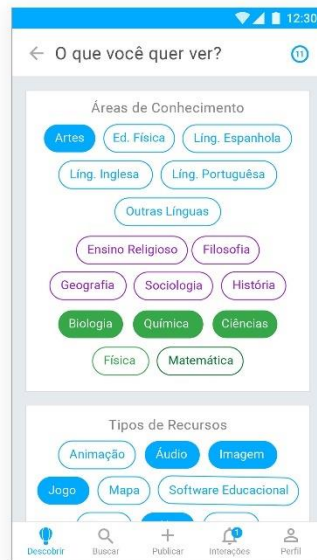 12:30
O que você quer ver? 11
Áreas de Conhecimento
Artes Ed. Física Líng. Espanhola
Líng. Inglesa Líng. Portuguêsa
Outras Línguas
Ensino Religioso Filosofia
Geografia Sociologia História
Biologia Química Ciências
Física Matemática
Tipos de Recursos
Animação Áudio Imagem
Jogo Mapa Software Educacional
1
Descobrir Buscar Publicar Interações Perfil